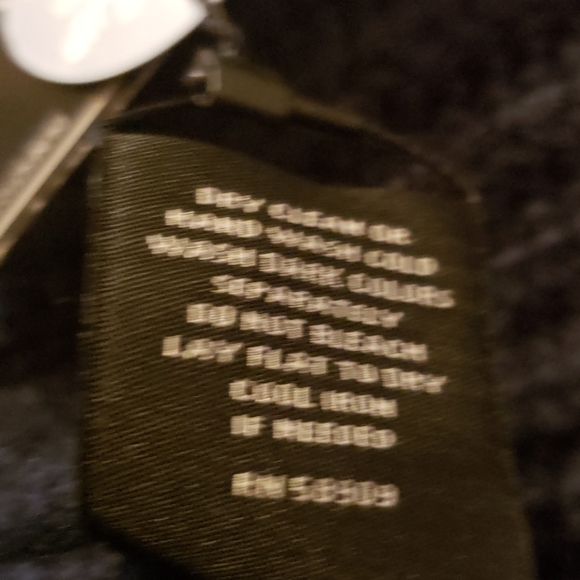 DRY CLEAN OR
HAND WASH COLD
WASH DARK COLORS
SEPARATELY
DO NOT BLEACH
LAY FLAT TO DRY
COOL IRON
IF NEEDED
RN 58909